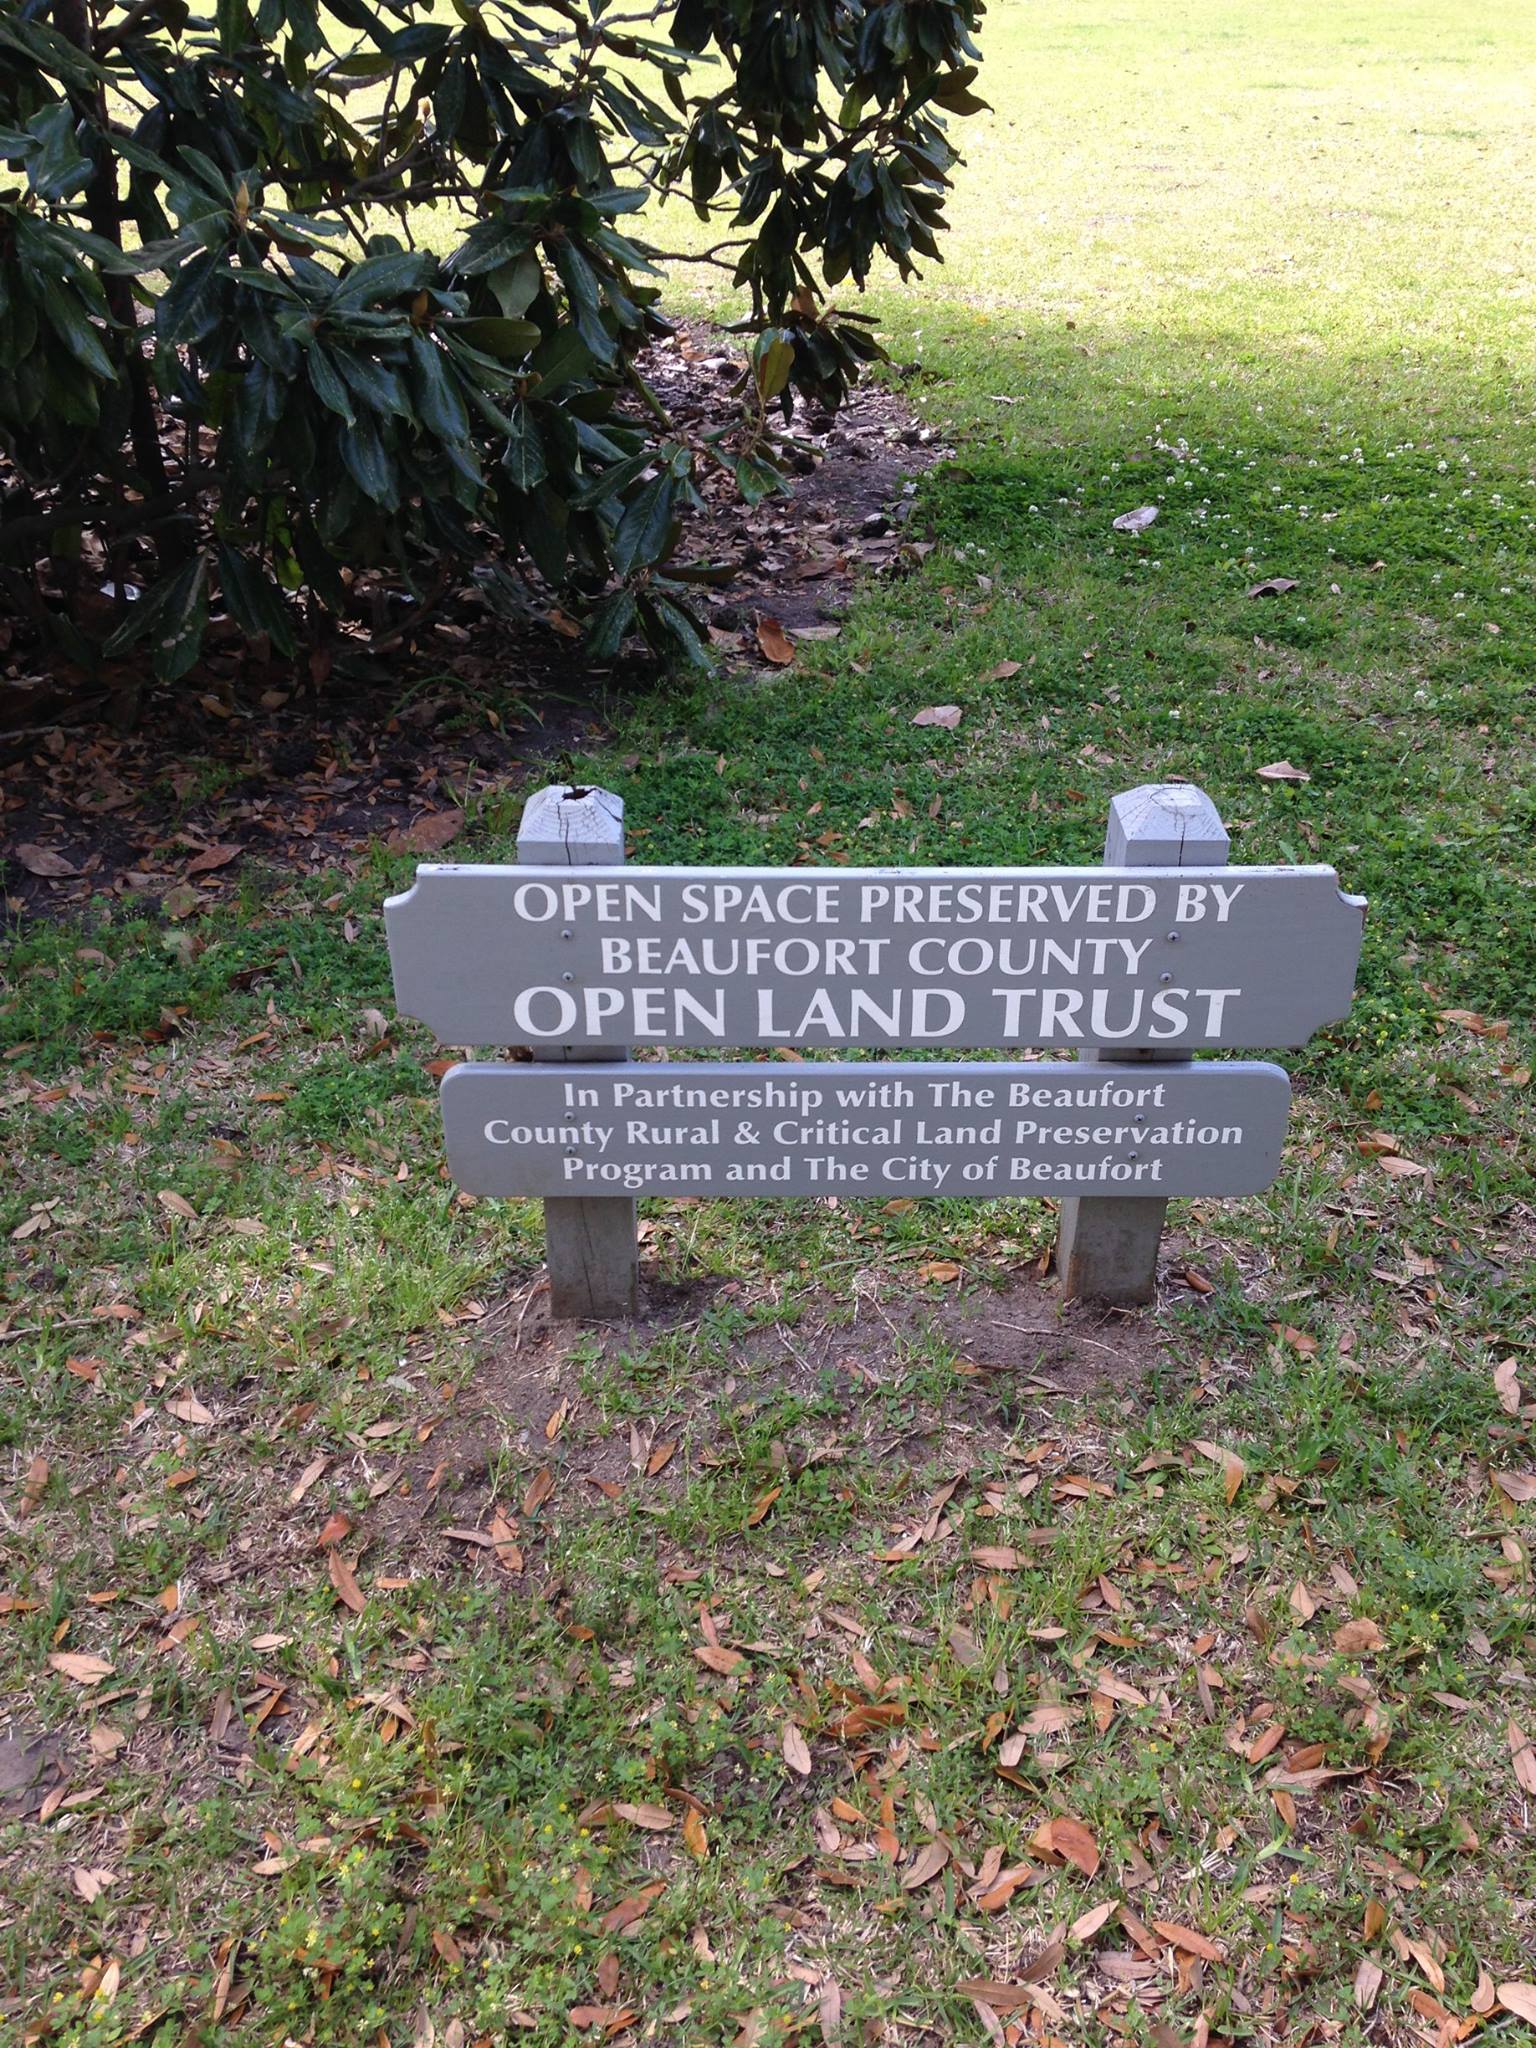 OPEN SPACE PRESERVED BY
BEAUFORT COUNTY
OPEN LAND TRUST
In Partnership with The Beaufort
County Rural & Critical Land Preservation
Program and The City of Beaufort